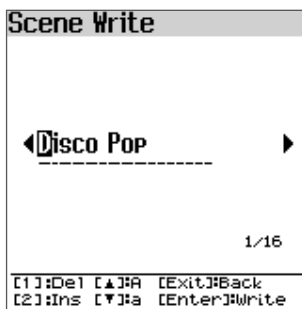 Scene Write
◀Disco Pop ▶
1/16
[1]:Del [▲]:A [Exit]:Back
[2]:Ins [▼]:a [Enter]:Write